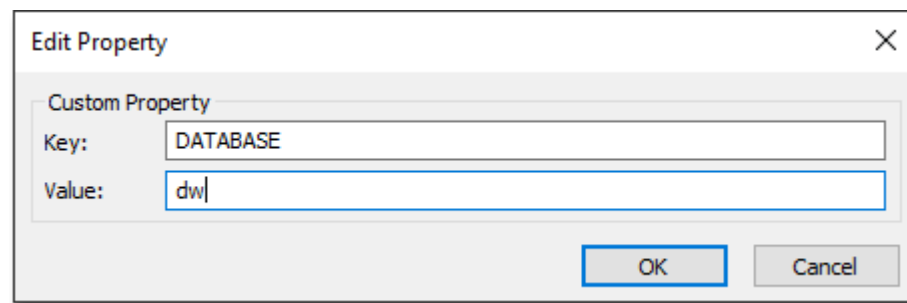 Edit Property
Custom Property
Key: DATABASE
Value: dw
OK Cancel